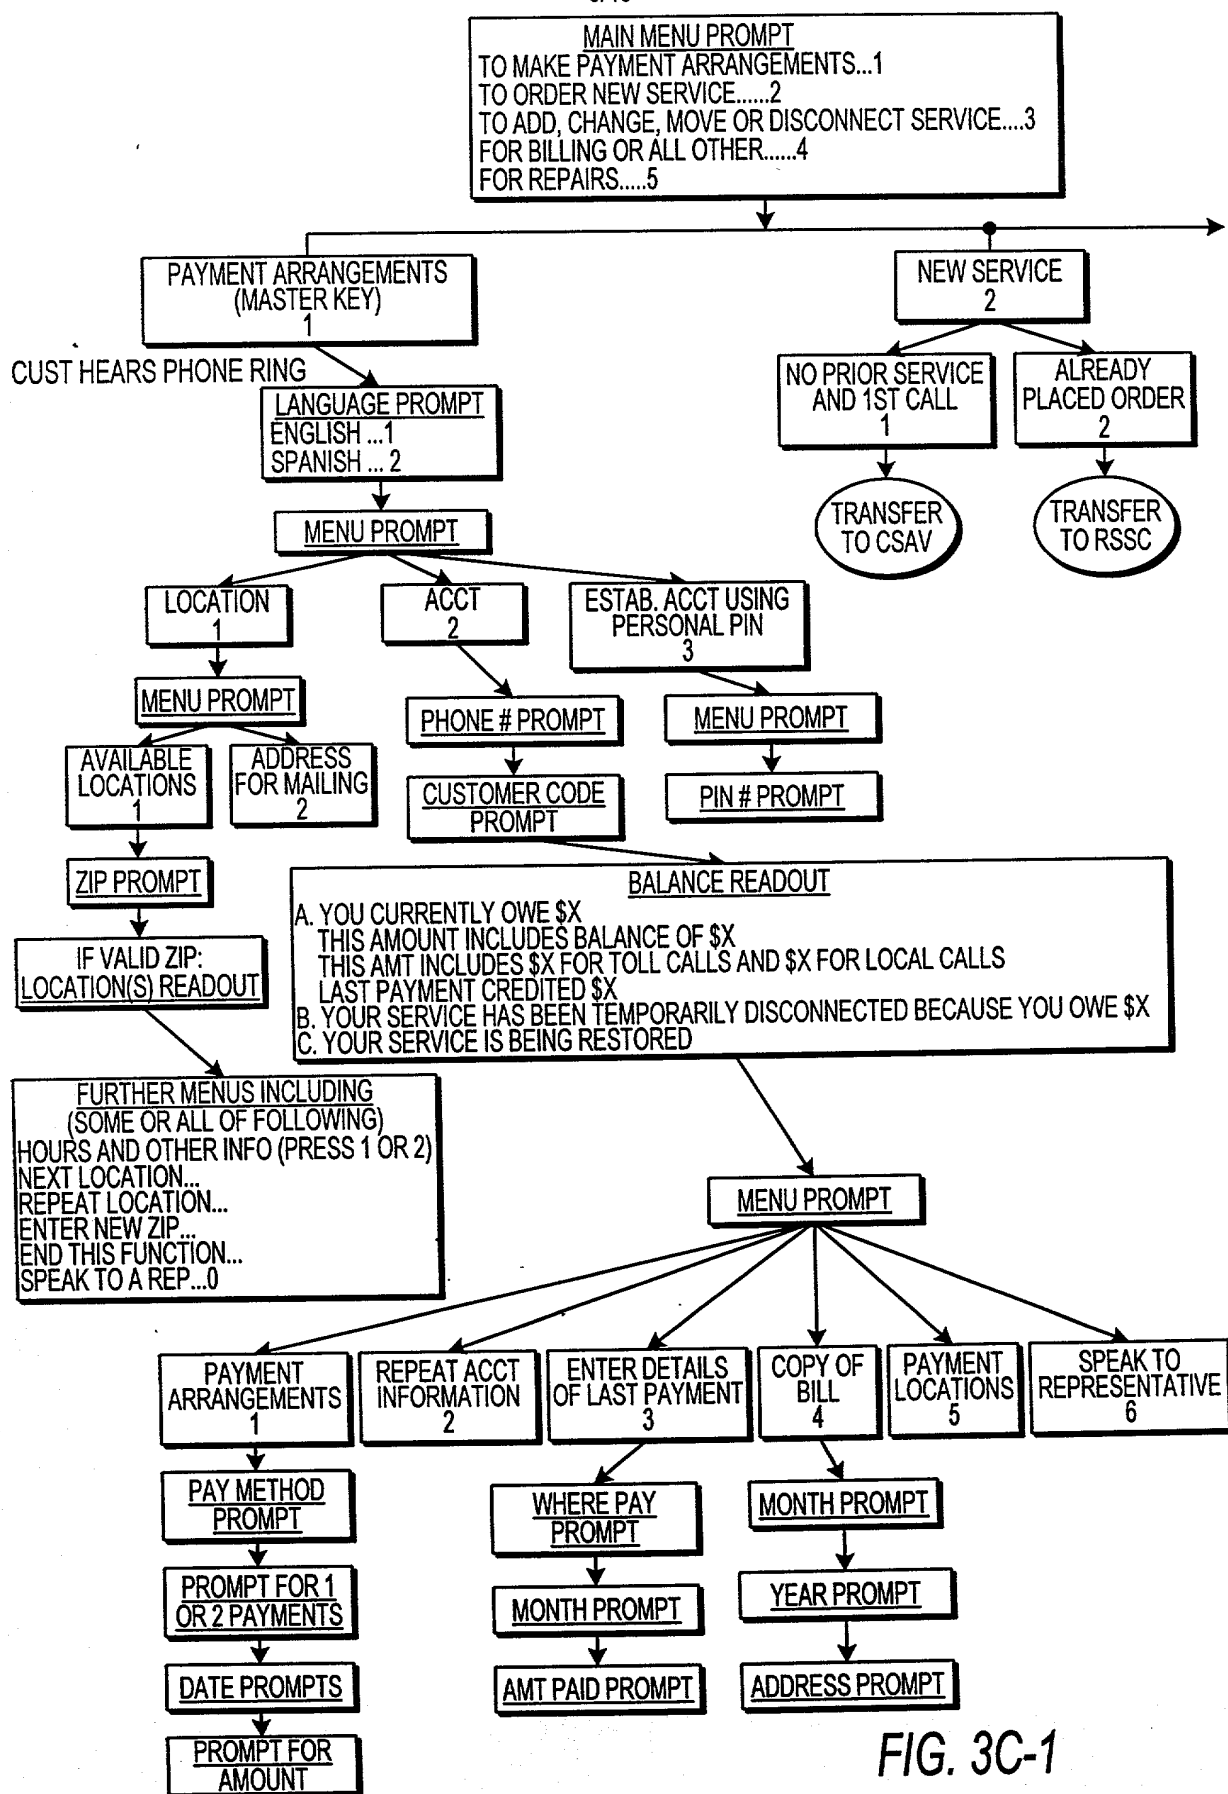 MAIN MENU PROMPT
TO MAKE PAYMENT ARRANGEMENTS...1
TO ORDER NEW SERVICE......2
TO ADD, CHANGE, MOVE OR DISCONNECT SERVICE....3
FOR BILLING OR ALL OTHER......4
FOR REPAIRS.....5
PAYMENT ARRANGEMENTS
(MASTER KEY)
1
NEW SERVICE
2
CUST HEARS PHONE RING
LANGUAGE PROMPT
ENGLISH ...1
SPANISH ... 2
NO PRIOR SERVICE
AND 1ST CALL
1
ALREADY
PLACED ORDER
2
TRANSFER
TO CSAV
TRANSFER
TO RSSC
MENU PROMPT
LOCATION
1
ACCT
2
ESTAB. ACCT USING
PERSONAL PIN
3
MENU PROMPT
PHONE # PROMPT
MENU PROMPT
AVAILABLE
LOCATIONS
1
ADDRESS
FOR MAILING
2
CUSTOMER CODE
PROMPT
PIN # PROMPT
ZIP PROMPT
IF VALID ZIP:
LOCATION(S) READOUT
BALANCE READOUT
A. YOU CURRENTLY OWE $X
THIS AMOUNT INCLUDES BALANCE OF $X
THIS AMT INCLUDES $X FOR TOLL CALLS AND $X FOR LOCAL CALLS
LAST PAYMENT CREDITED $X
B. YOUR SERVICE HAS BEEN TEMPORARILY DISCONNECTED BECAUSE YOU OWE $X
C. YOUR SERVICE IS BEING RESTORED
FURTHER MENUS INCLUDING
(SOME OR ALL OF FOLLOWING)
HOURS AND OTHER INFO (PRESS 1 OR 2)
NEXT LOCATION...
REPEAT LOCATION...
ENTER NEW ZIP...
END THIS FUNCTION...
SPEAK TO A REP...0
MENU PROMPT
PAYMENT
ARRANGEMENTS
1
REPEAT ACCT
INFORMATION
2
ENTER DETAILS
OF LAST PAYMENT
3
COPY OF
BILL
4
PAYMENT
LOCATIONS
5
SPEAK TO
REPRESENTATIVE
6
PAY METHOD
PROMPT
WHERE PAY
PROMPT
MONTH PROMPT
PROMPT FOR 1
OR 2 PAYMENTS
MONTH PROMPT
YEAR PROMPT
DATE PROMPTS
AMT PAID PROMPT
ADDRESS PROMPT
PROMPT FOR
AMOUNT
FIG. 3C-1